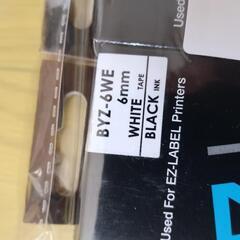 BYZ-6WE
6mm
WHITE TAPE
BLACK INK
Used For EZ-LABEL Printers
Used